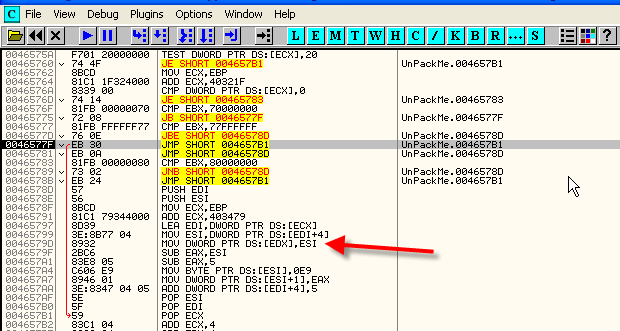 C File View Debug Plugins Options Window Help
L E M T W H C / K B R ... S
0046575A F701 20000000 TEST DWORD PTR DS:[ECX],20
00465760 74 4F JE SHORT 004657B1 UnPackMe.004657B1
00465762 8BCD MOV ECX,EBP
00465764 81C1 1F324000 ADD ECX,40321F
0046576A 8339 00 CMP DWORD PTR DS:[ECX],0
0046576D 74 14 JE SHORT 00465783 UnPackMe.00465783
0046576F 81FB 00000070 CMP EBX,70000000
00465775 72 08 JB SHORT 0046577F UnPackMe.0046577F
00465777 81FB FFFFFF77 CMP EBX,77FFFFFF
0046577D 76 0E JBE SHORT 0046578D UnPackMe.0046578D
0046577F EB 30 JMP SHORT 004657B1 UnPackMe.004657B1
00465781 EB 0A JMP SHORT 0046578D UnPackMe.0046578D
00465783 81FB 00000080 CMP EBX,80000000
00465789 73 02 JNB SHORT 0046578D UnPackMe.0046578D
0046578B EB 24 JMP SHORT 004657B1 UnPackMe.004657B1
0046578D 57 PUSH EDI
0046578E 56 PUSH ESI
0046578F 8BCD MOV ECX,EBP
00465791 81C1 79344000 ADD ECX,403479
00465797 8D39 LEA EDI,DWORD PTR DS:[ECX]
00465799 3E:8B77 04 MOV ESI,DWORD PTR DS:[EDI+4]
0046579D 8932 MOV DWORD PTR DS:[EDX],ESI
0046579F 2BC6 SUB EAX,ESI
004657A1 83E8 05 SUB EAX,5
004657A4 C606 E9 MOV BYTE PTR DS:[ESI],0E9
004657A7 8946 01 MOV DWORD PTR DS:[ESI+1],EAX
004657AA 3E:8347 04 05 ADD DWORD PTR DS:[EDI+4],5
004657AF 5E POP ESI
004657B0 5F POP EDI
004657B1 59 POP ECX
004657B2 83C1 04 ADD ECX,4